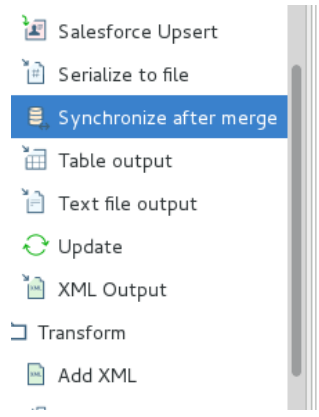 Salesforce Upsert
Serialize to file
Synchronize after merge
Table output
Text file output
Update
XML Output
Transform
Add XML